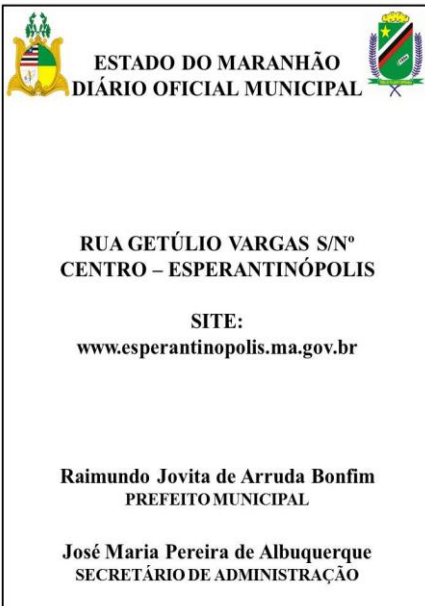 ESTADO DO MARANHÃO
DIÁRIO OFICIAL MUNICIPAL
RUA GETÚLIO VARGAS S/Nº
CENTRO – ESPERANTINÓPOLIS
SITE:
www.esperantinopolis.ma.gov.br
Raimundo Jovita de Arruda Bonfim
PREFEITO MUNICIPAL
José Maria Pereira de Albuquerque
SECRETÁRIO DE ADMINISTRAÇÃO